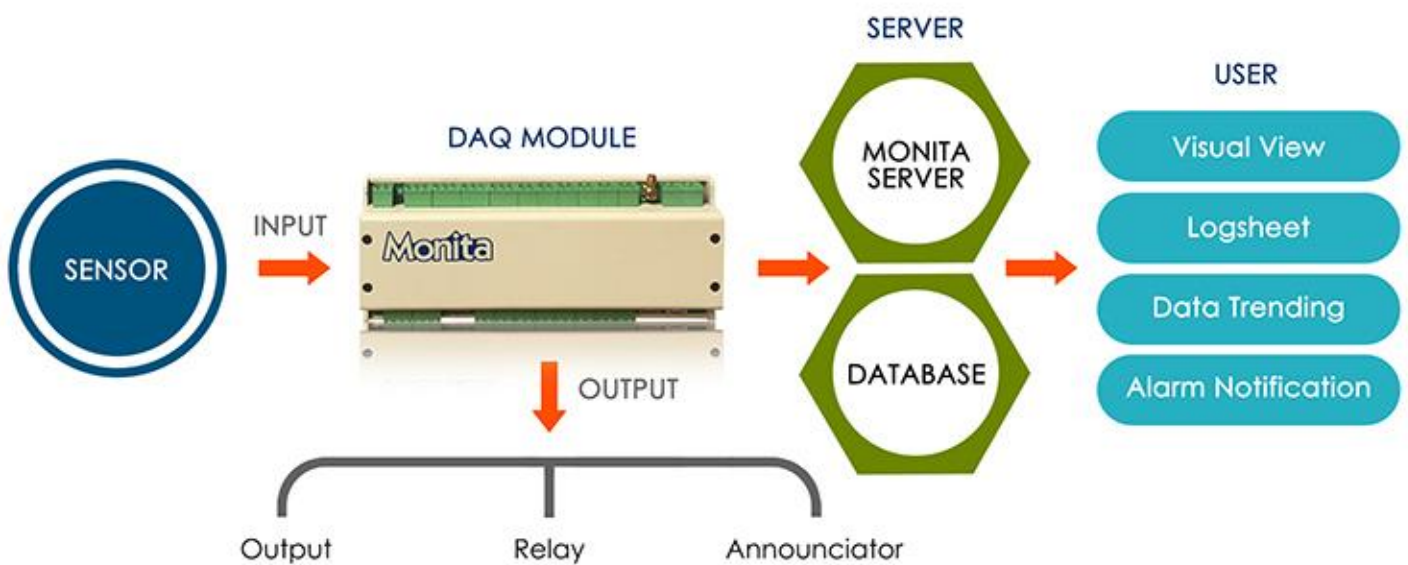 SERVER
USER
DAQ MODULE
Visual View
MONITA
SERVER
Logsheet
INPUT
Monita
SENSOR
Data Trending
DATABASE
Alarm Notification
OUTPUT
Output
Relay
Announciator